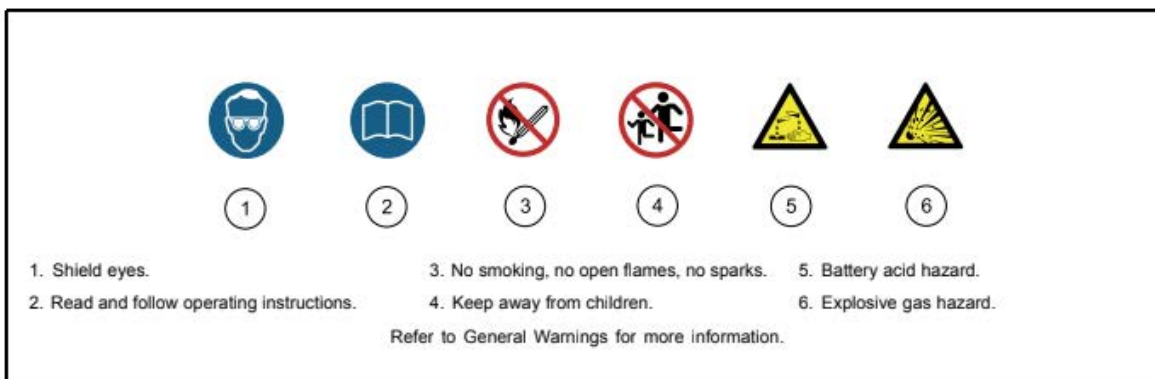 1 2 3 4 5 6
1. Shield eyes.
2. Read and follow operating instructions.
3. No smoking, no open flames, no sparks.
4. Keep away from children.
5. Battery acid hazard.
6. Explosive gas hazard.
Refer to General Warnings for more information.